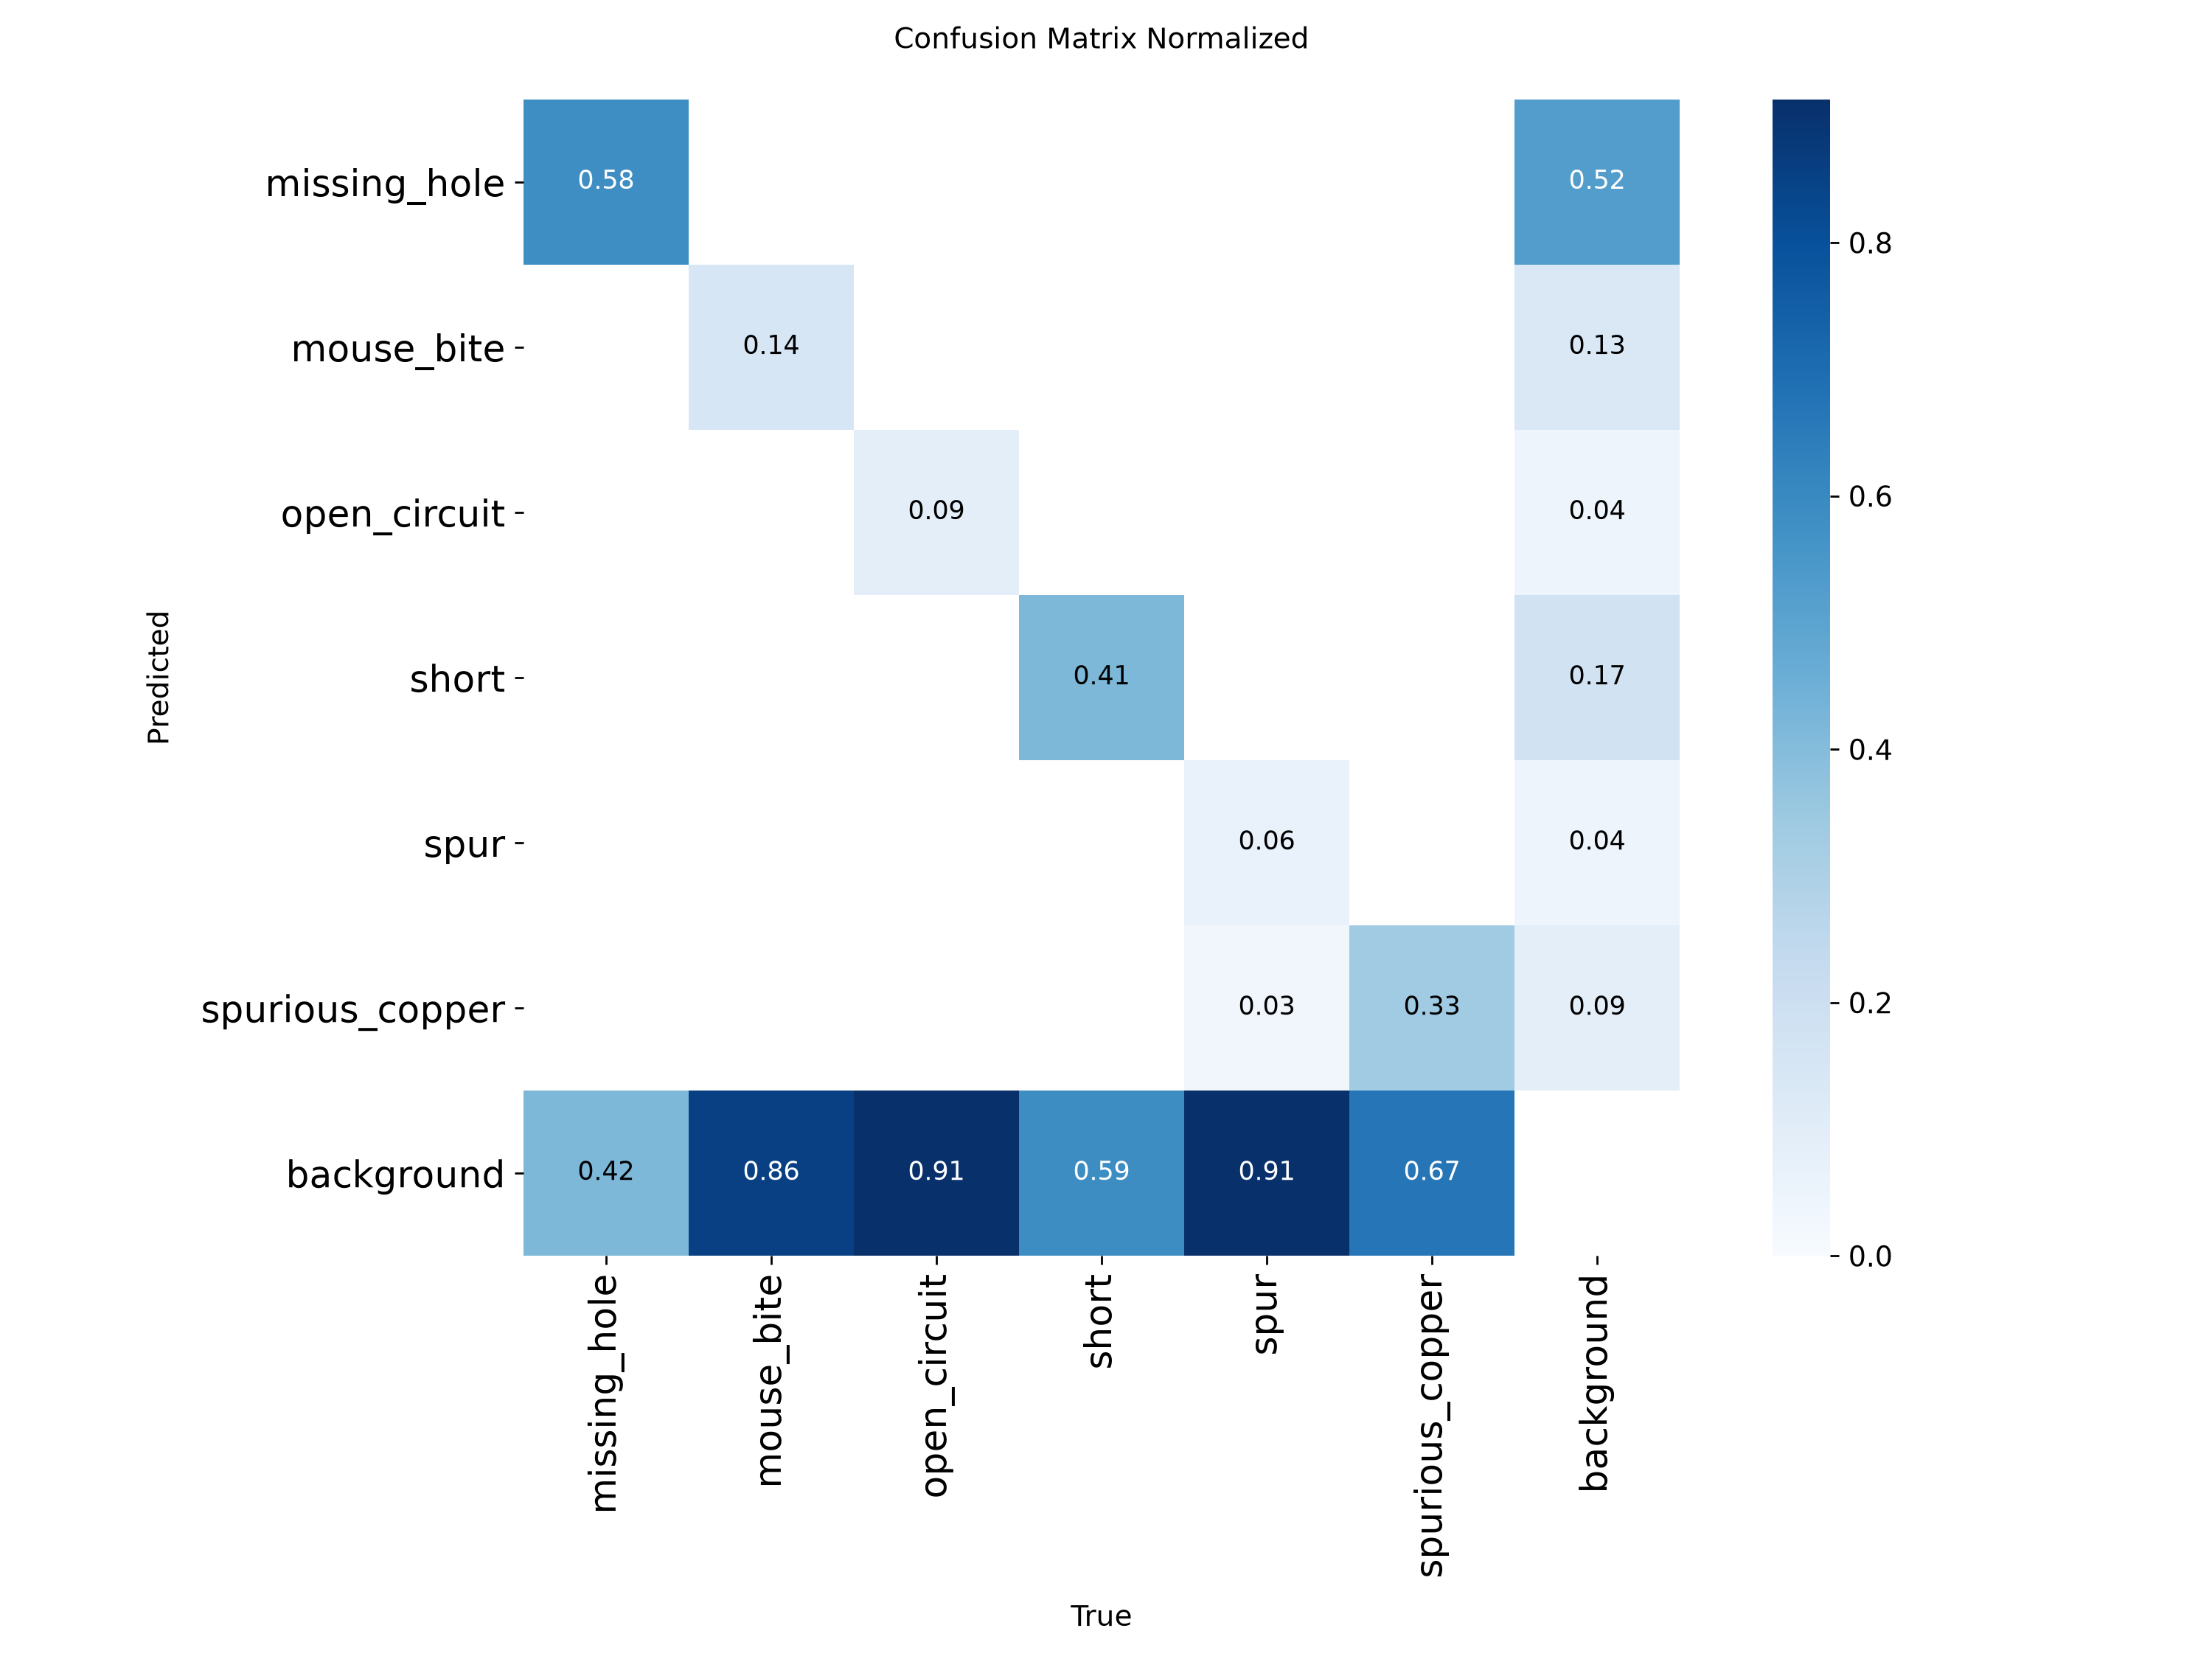 Confusion Matrix Normalized
missing_hole 0.58 0.52
mouse_bite 0.14 0.13
open_circuit 0.09 0.04
short 0.41 0.17
spur 0.06 0.04
spurious_copper 0.03 0.33 0.09
background 0.42 0.86 0.91 0.59 0.91 0.67
Predicted
missing_hole
mouse_bite
open_circuit
short
spur
spurious_copper
background
True
0.8
0.6
0.4
0.2
0.0